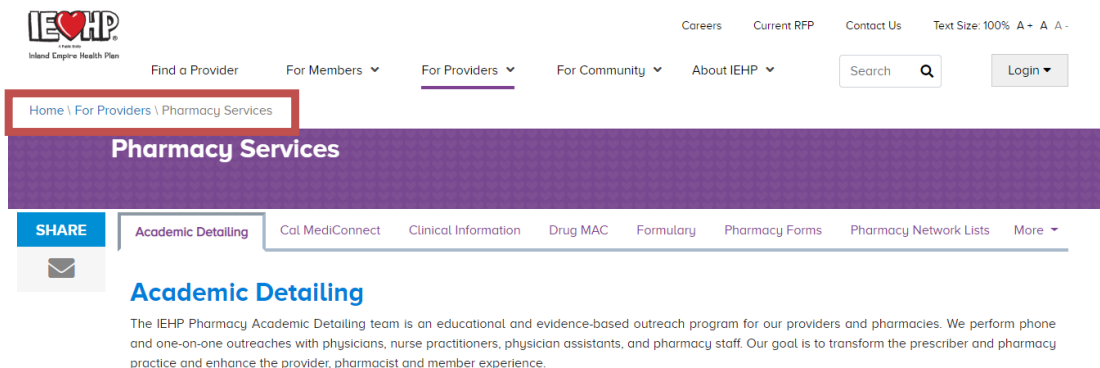 IEHP
A Public Entity
Inland Empire Health Plan
Careers Current RFP Contact Us Text Size: 100% A + A A -
Find a Provider For Members For Providers For Community About IEHP Search Login
Home \ For Providers \ Pharmacy Services
Pharmacy Services
SHARE
Academic Detailing Cal MediConnect Clinical Information Drug MAC Formulary Pharmacy Forms Pharmacy Network Lists More
Academic Detailing
The IEHP Pharmacy Academic Detailing team is an educational and evidence-based outreach program for our providers and pharmacies. We perform phone
and one-on-one outreaches with physicians, nurse practitioners, physician assistants, and pharmacy staff. Our goal is to transform the prescriber and pharmacy
practice and enhance the provider, pharmacist and member experience.